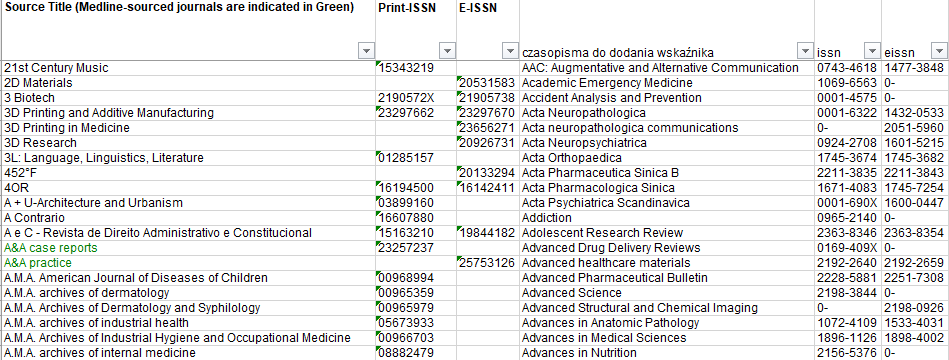 Source Title (Medline-sourced journals are indicated in Green) Print-ISSN E-ISSN
czasopisma do dodania wskaźnika issn eissn
21st Century Music 15343219 AAC: Augmentative and Alternative Communication 0743-4618 1477-3848
2D Materials 20531583 Academic Emergency Medicine 1069-6563 0-
3 Biotech 2190572X 21905738 Accident Analysis and Prevention 0001-4575 0-
3D Printing and Additive Manufacturing 23297662 23297670 Acta Neuropathologica 0001-6322 1432-0533
3D Printing in Medicine 23656271 Acta neuropathologica communications 0- 2051-5960
3D Research 20926731 Acta Neuropsychiatrica 0924-2708 1601-5215
3L: Language, Linguistics, Literature 01285157 Acta Orthopaedica 1745-3674 1745-3682
452°F 20133294 Acta Pharmaceutica Sinica B 2211-3835 2211-3843
4OR 16194500 16142411 Acta Pharmacologica Sinica 1671-4083 1745-7254
A + U-Architecture and Urbanism 03899160 Acta Psychiatrica Scandinavica 0001-690X 1600-0447
A Contrario 16607880 Addiction 0965-2140 0-
A e C - Revista de Direito Administrativo e Constitucional 15163210 19844182 Adolescent Research Review 2363-8346 2363-8354
A&A case reports 23257237 Advanced Drug Delivery Reviews 0169-409X 0-
A&A practice 25753126 Advanced healthcare materials 2192-2640 2192-2659
A.M.A. American Journal of Diseases of Children 00968994 Advanced Pharmaceutical Bulletin 2228-5881 2251-7308
A.M.A. archives of dermatology 00965359 Advanced Science 2198-3844 0-
A.M.A. Archives of Dermatology and Syphilology 00965979 Advanced Structural and Chemical Imaging 0- 2198-0926
A.M.A. archives of industrial health 05673933 Advances in Anatomic Pathology 1072-4109 1533-4031
A.M.A. Archives of Industrial Hygiene and Occupational Medicine 00966703 Advances in Medical Sciences 1896-1126 1898-4002
A.M.A. archives of internal medicine 08882479 Advances in Nutrition 2156-5376 0-